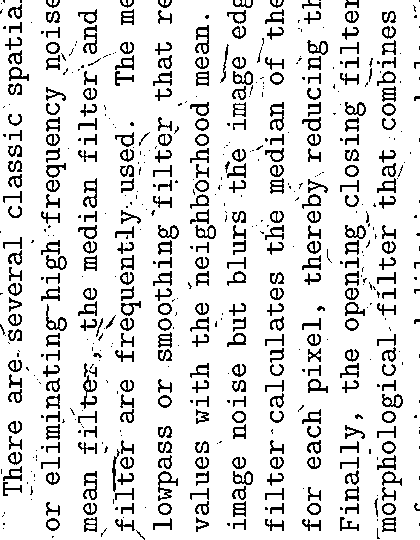 There are several classic spatial
or eliminating high frequency noise
mean filter, the median filter and
filter are frequently used. The me
lowpass or smoothing filter that re
values with the neighborhood mean.
image noise but blurs the image edg
filter calculates the median of the
for each pixel, thereby reducing th
Finally, the opening closing filter
morphological filter that combines